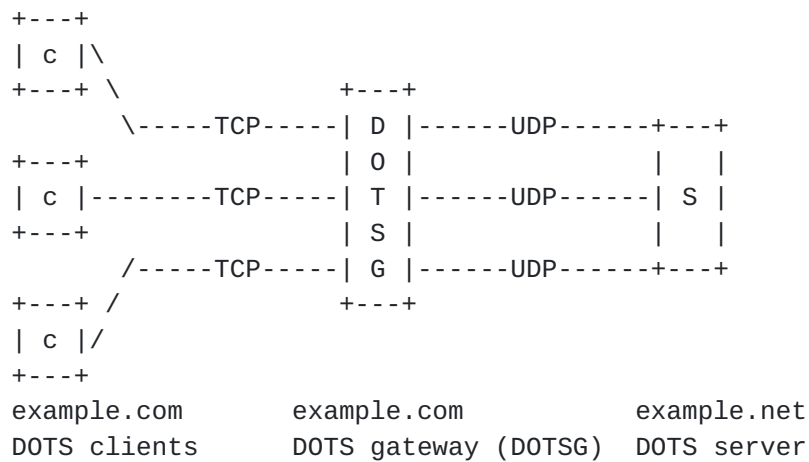 +---+
| c |\
+---+ \              +---+
       \-----TCP-----| D |------UDP------+---+
+---+                | O |               |   |
| c |--------TCP-----| T |------UDP------| S |
+---+                | S |               |   |
       /-----TCP-----| G |------UDP------+---+
+---+ /              +---+
| c |/
+---+
example.com       example.com           example.net
DOTS clients      DOTS gateway (DOTSG)  DOTS server